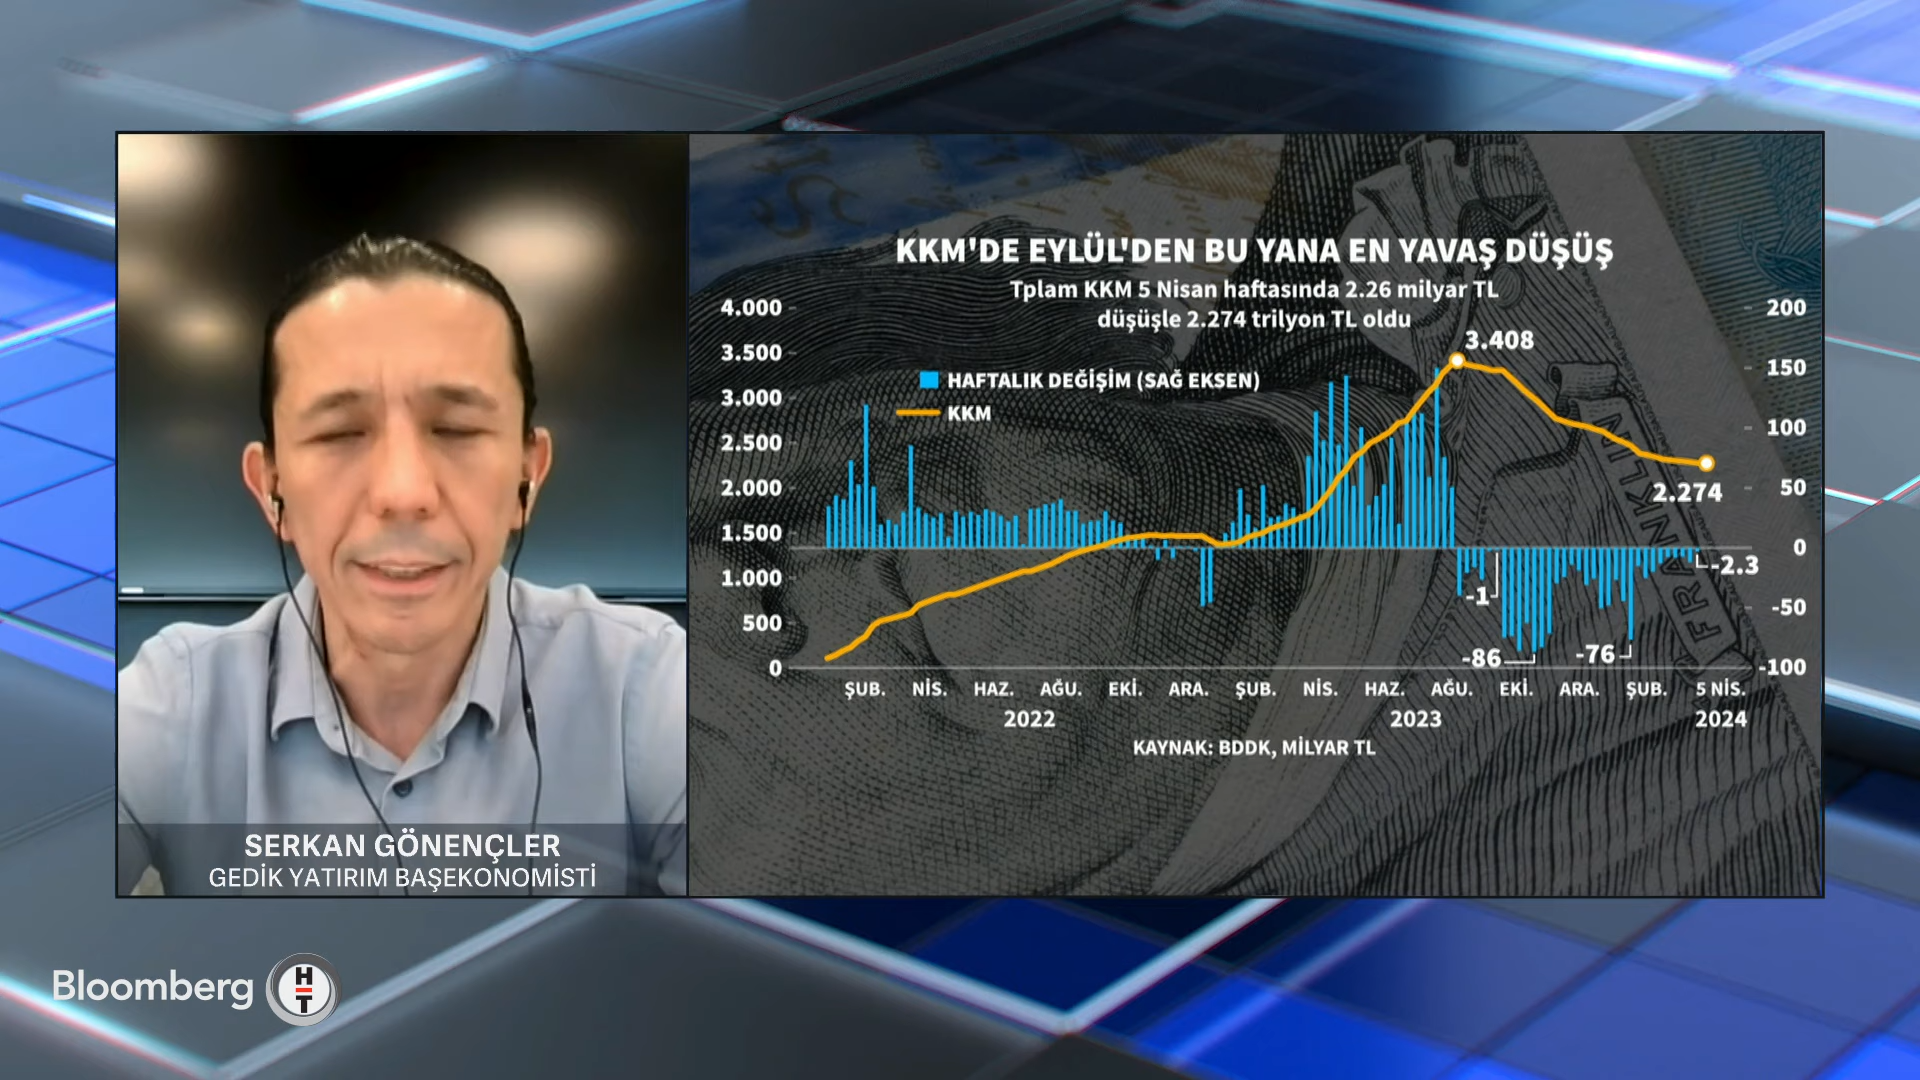 KKM'DE EYLÜL'DEN BU YANA EN YAVAŞ DÜŞÜŞ
Tplam KKM 5 Nisan haftasında 2.26 milyar TL
düşüşle 2.274 trilyon TL oldu
4.000
3.500
3.000
2.500
2.000
1.500
1.000
500
0
HAFTALIK DEĞİŞİM (SAĞ EKSEN)
KKM
3.408
2.274
-2.3
-1
-86
-76
200
150
100
50
0
-50
-100
ŞUB. NİS. HAZ. AĞU. EKİ. ARA. ŞUB. NİS. HAZ. AĞU. EKİ. ARA. ŞUB. 5 NİS.
2022 2023 2024
KAYNAK: BDDK, MİLYAR TL
FRANKLIN
SERKAN GÖNENÇLER
GEDİK YATIRIM BAŞEKONOMİSTİ
Bloomberg HT